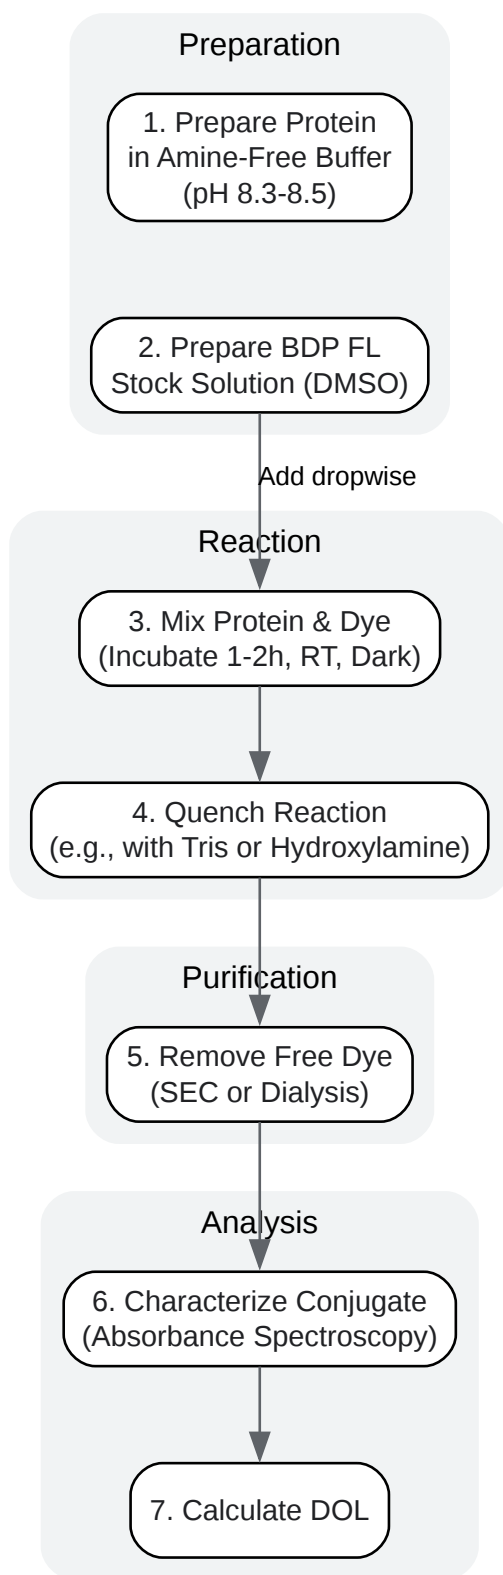 Preparation
1. Prepare Protein
in Amine-Free Buffer
(pH 8.3-8.5)
2. Prepare BDP FL
Stock Solution (DMSO)
Add dropwise
Reaction
3. Mix Protein & Dye
(Incubate 1-2h, RT, Dark)
4. Quench Reaction
(e.g., with Tris or Hydroxylamine)
Purification
5. Remove Free Dye
(SEC or Dialysis)
Analysis
6. Characterize Conjugate
(Absorbance Spectroscopy)
7. Calculate DOL